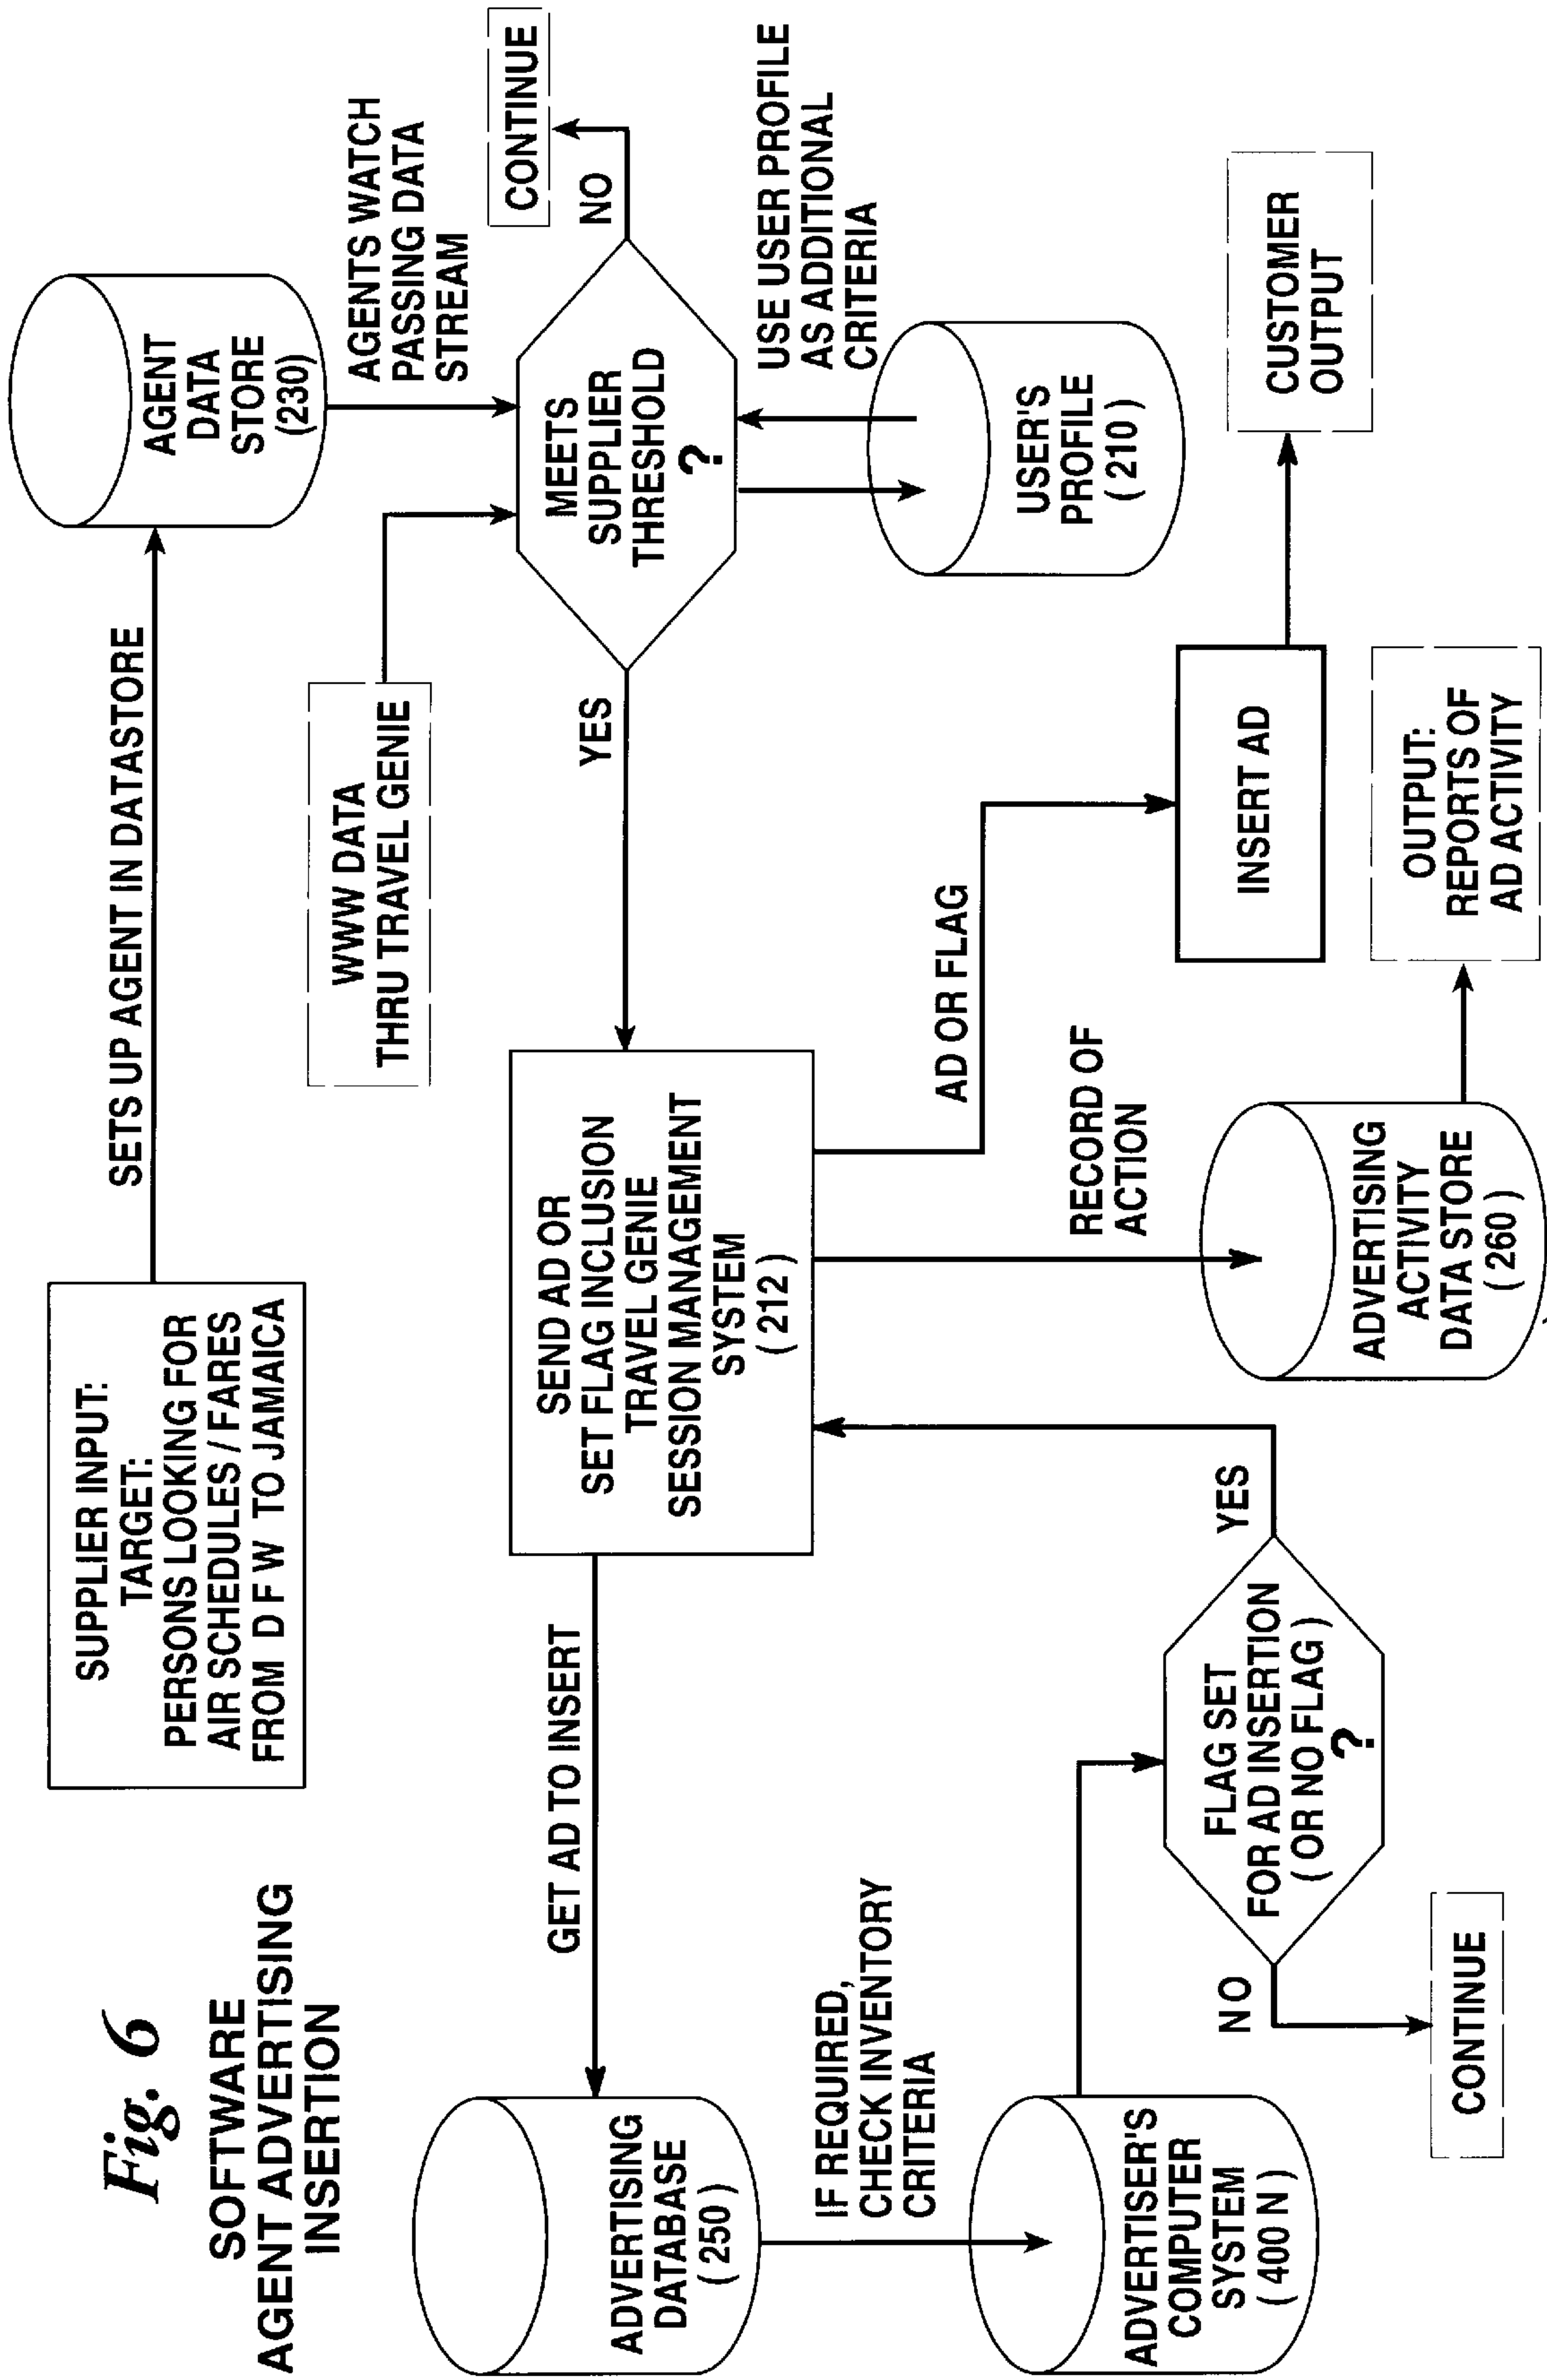 Fig. 6
SOFTWARE
AGENT ADVERTISING
INSERTION
SUPPLIER INPUT:
TARGET:
PERSONS LOOKING FOR
AIR SCHEDULES / FARES
FROM D F W TO JAMAICA
SETS UP AGENT IN DATASTORE
AGENT
DATA
STORE
(230)
WWW DATA
THRU TRAVEL GENIE
AGENTS WATCH
PASSING DATA
STREAM
MEETS
SUPPLIER
THRESHOLD
?
NO
CONTINUE
YES
USE USER PROFILE
AS ADDITIONAL
CRITERIA
USER'S
PROFILE
( 210 )
SEND AD OR
SET FLAG INCLUSION
TRAVEL GENIE
SESSION MANAGEMENT
SYSTEM
( 212 )
GET AD TO INSERT
ADVERTISING
DATABASE
( 250 )
IF REQUIRED,
CHECK INVENTORY
CRITERIA
ADVERTISER'S
COMPUTER
SYSTEM
( 400 N )
FLAG SET
FOR AD INSERTION
( OR NO FLAG )
?
YES
NO
CONTINUE
RECORD OF
ACTION
ADVERTISING
ACTIVITY
DATA STORE
( 260 )
AD OR FLAG
INSERT AD
CUSTOMER
OUTPUT
OUTPUT:
REPORTS OF
AD ACTIVITY